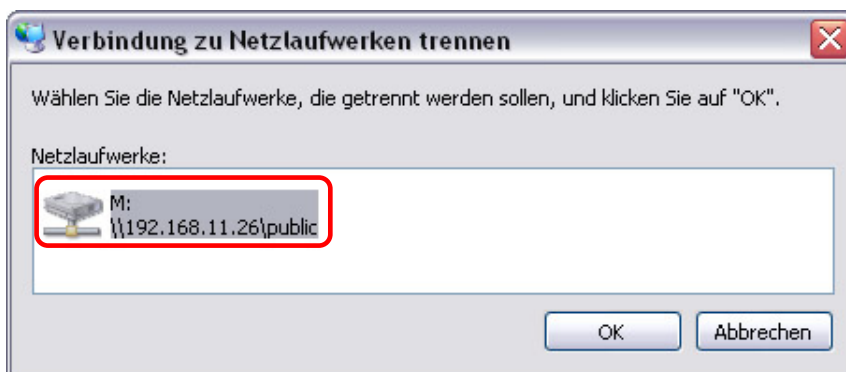 Verbindung zu Netzlaufwerken trennen
Wählen Sie die Netzlaufwerke, die getrennt werden sollen, und klicken Sie auf "OK".
Netzlaufwerke:
M:
\\192.168.11.26\public
OK Abbrechen